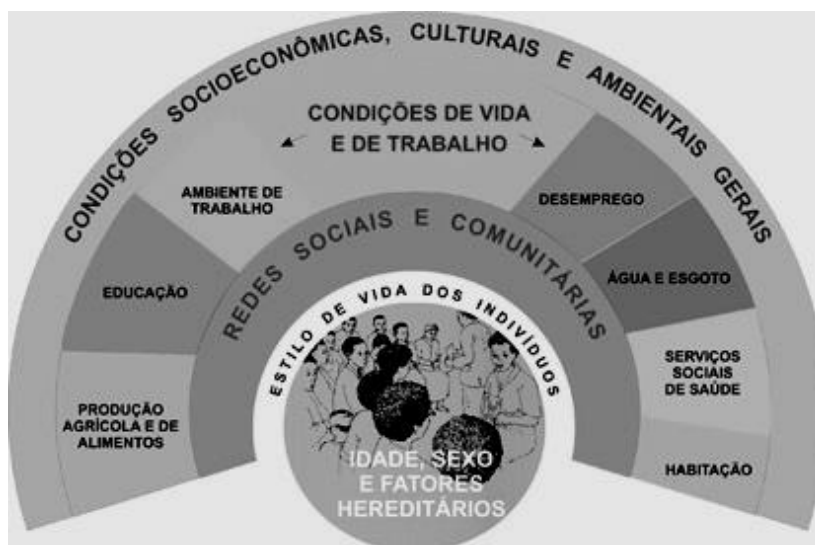 CONDIÇÕES SOCIOECONÔMICAS, CULTURAIS E AMBIENTAIS GERAIS
CONDIÇÕES DE VIDA
E DE TRABALHO
AMBIENTE DE
TRABALHO
DESEMPREGO
REDES SOCIAIS E COMUNITÁRIAS
EDUCAÇÃO
ÁGUA E ESGOTO
ESTILO DE VIDA DOS INDIVÍDUOS
PRODUÇÃO
AGRÍCOLA E DE
ALIMENTOS
SERVIÇOS
SOCIAIS
DE SAÚDE
HABITAÇÃO
IDADE, SEXO
E FATORES
HEREDITÁRIOS